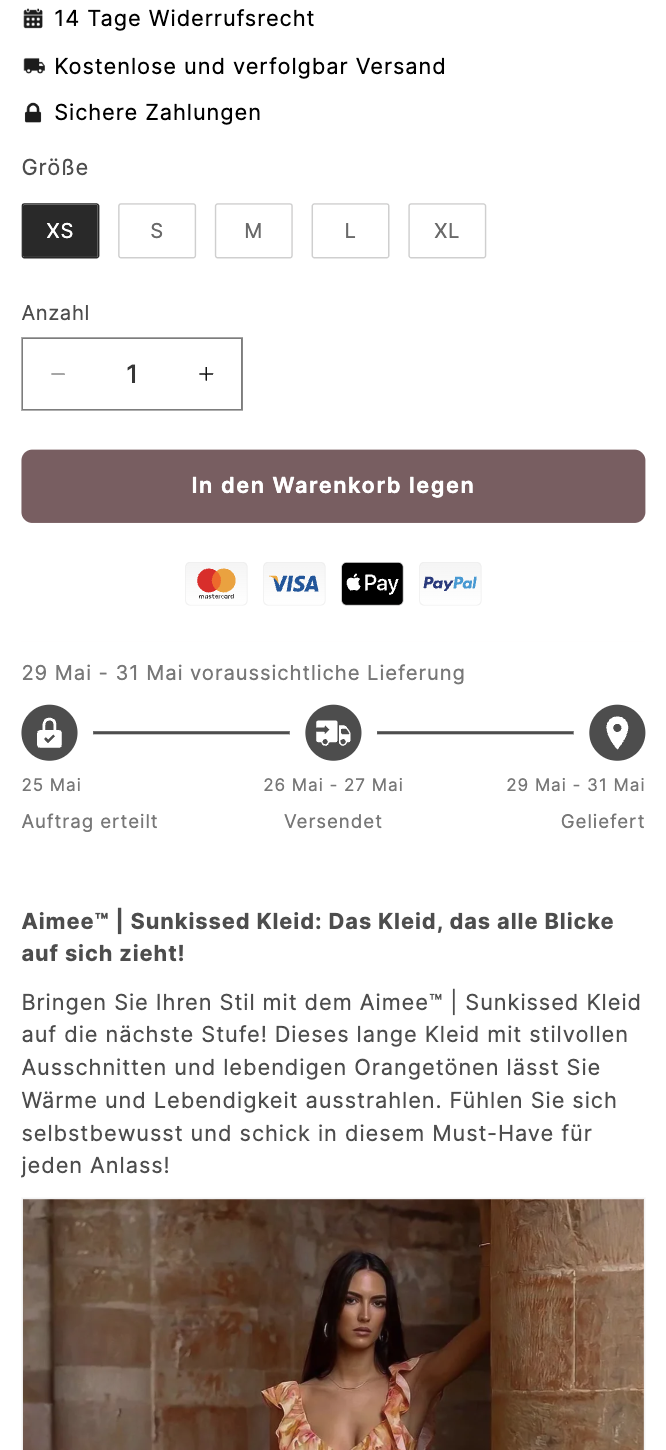 14 Tage Widerrufsrecht
Kostenlose und verfolgbar Versand
Sichere Zahlungen
Größe
XS S M L XL
Anzahl
− 1 +
In den Warenkorb legen
mastercard VISA Pay PayPal
29 Mai - 31 Mai voraussichtliche Lieferung
25 Mai 26 Mai - 27 Mai 29 Mai - 31 Mai
Auftrag erteilt Versendet Geliefert
Aimee™ | Sunkissed Kleid: Das Kleid, das alle Blicke
auf sich zieht!
Bringen Sie Ihren Stil mit dem Aimee™ | Sunkissed Kleid
auf die nächste Stufe! Dieses lange Kleid mit stilvollen
Ausschnitten und lebendigen Orangetönen lässt Sie
Wärme und Lebendigkeit ausstrahlen. Fühlen Sie sich
selbstbewusst und schick in diesem Must-Have für
jeden Anlass!